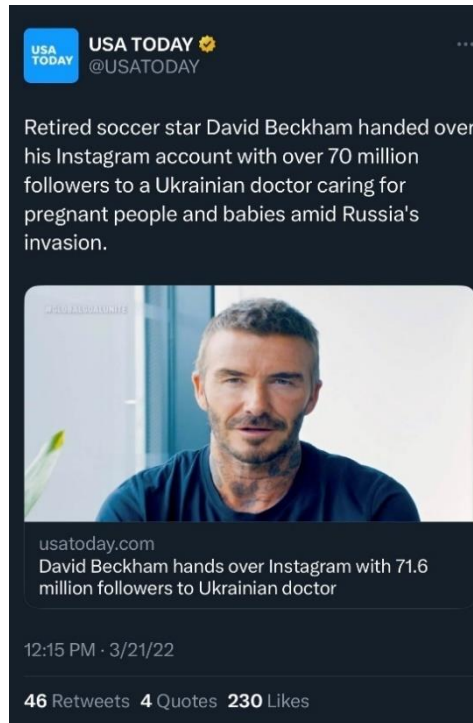 USA
TODAY
USA TODAY
@USATODAY
Retired soccer star David Beckham handed over
his Instagram account with over 70 million
followers to a Ukrainian doctor caring for
pregnant people and babies amid Russia's
invasion.
#GLOBALGOALUNITE
usatoday.com
David Beckham hands over Instagram with 71.6
million followers to Ukrainian doctor
12:15 PM · 3/21/22
46 Retweets 4 Quotes 230 Likes